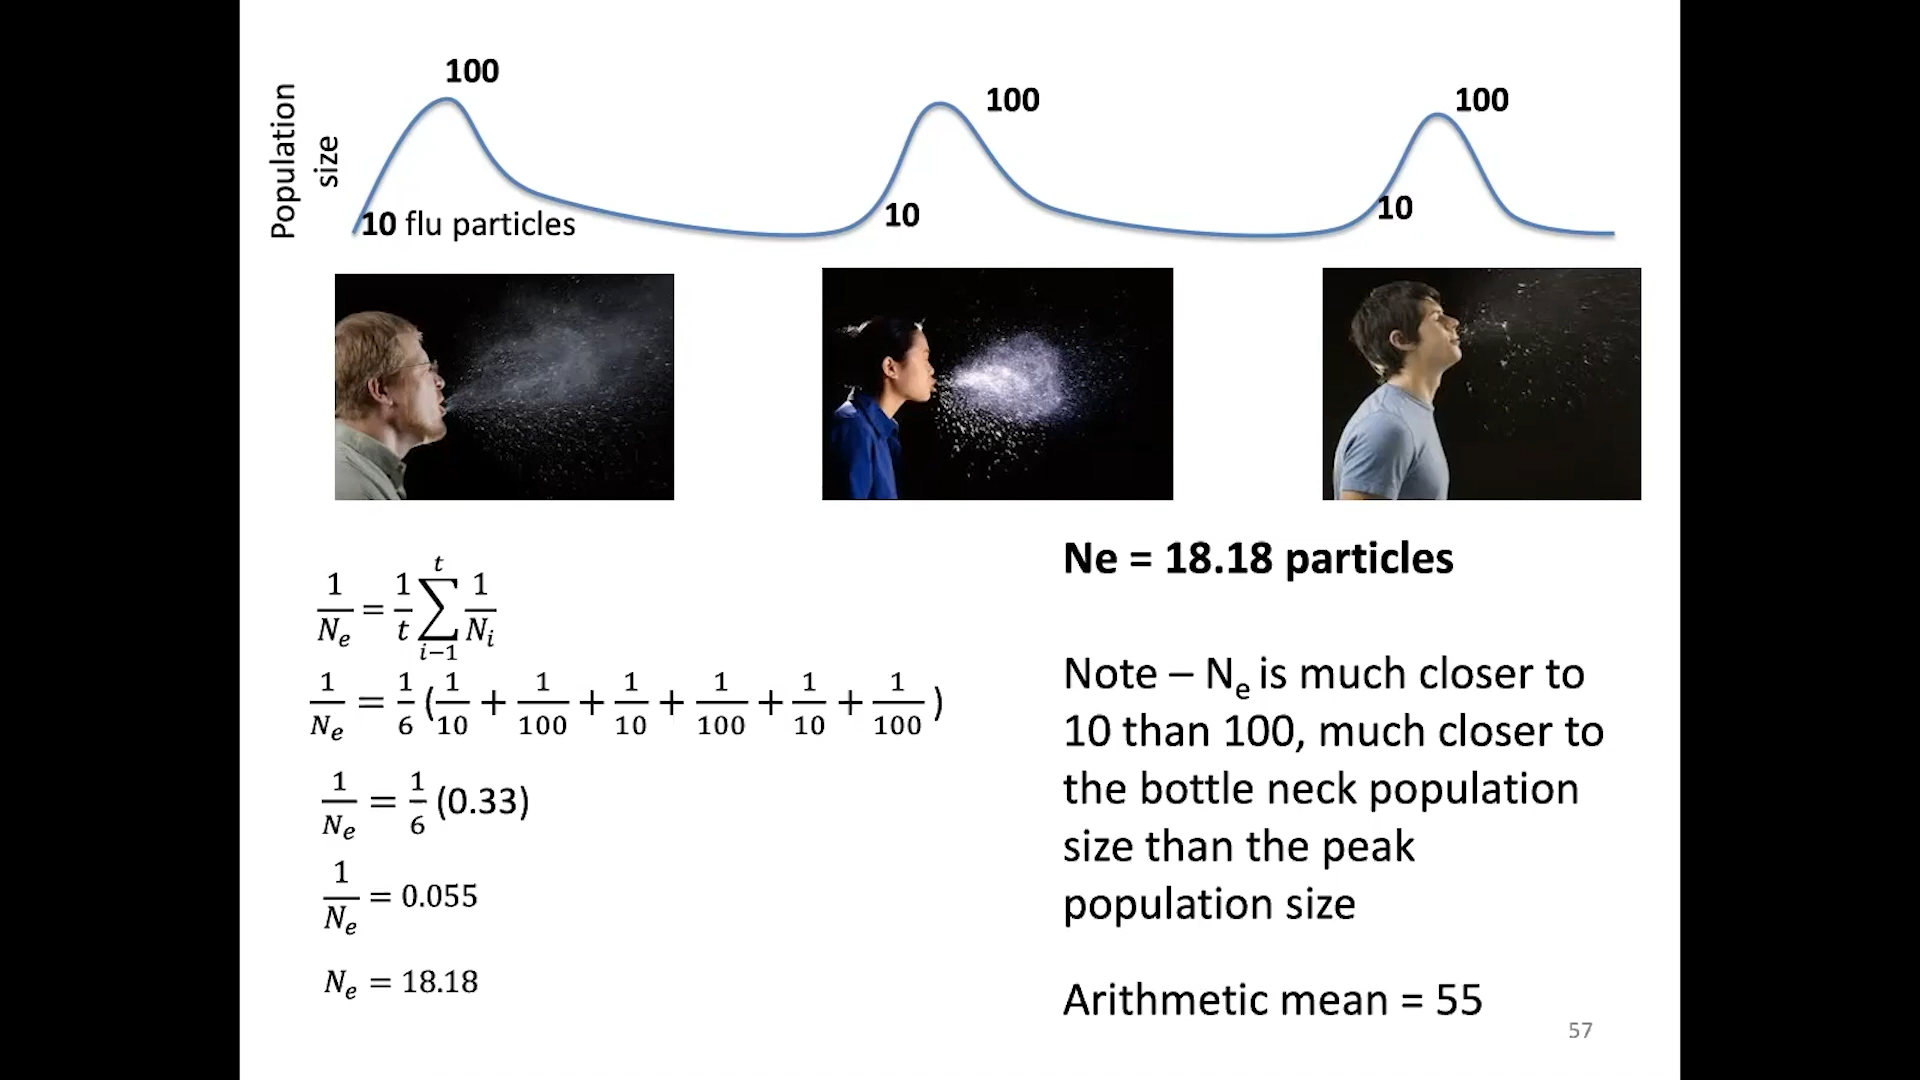 Population
size
100
100
100
10 flu particles
10
10
1/Ne = 1/t ∑ t i−1 1/Ni
1/Ne = 1/6 (1/10 + 1/100 + 1/10 + 1/100 + 1/10 + 1/100)
1/Ne = 1/6 (0.33)
1/Ne = 0.055
Ne = 18.18
Ne = 18.18 particles
Note – Ne is much closer to
10 than 100, much closer to
the bottle neck population
size than the peak
population size
Arithmetic mean = 55
57